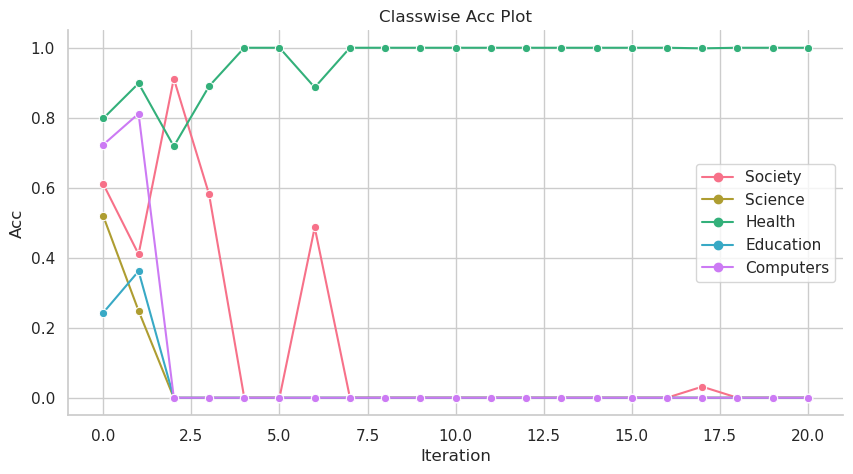 Classwise Acc Plot
Acc
1.0
0.8
0.6
0.4
0.2
0.0
Society
Science
Health
Education
Computers
0.0 2.5 5.0 7.5 10.0 12.5 15.0 17.5 20.0
Iteration